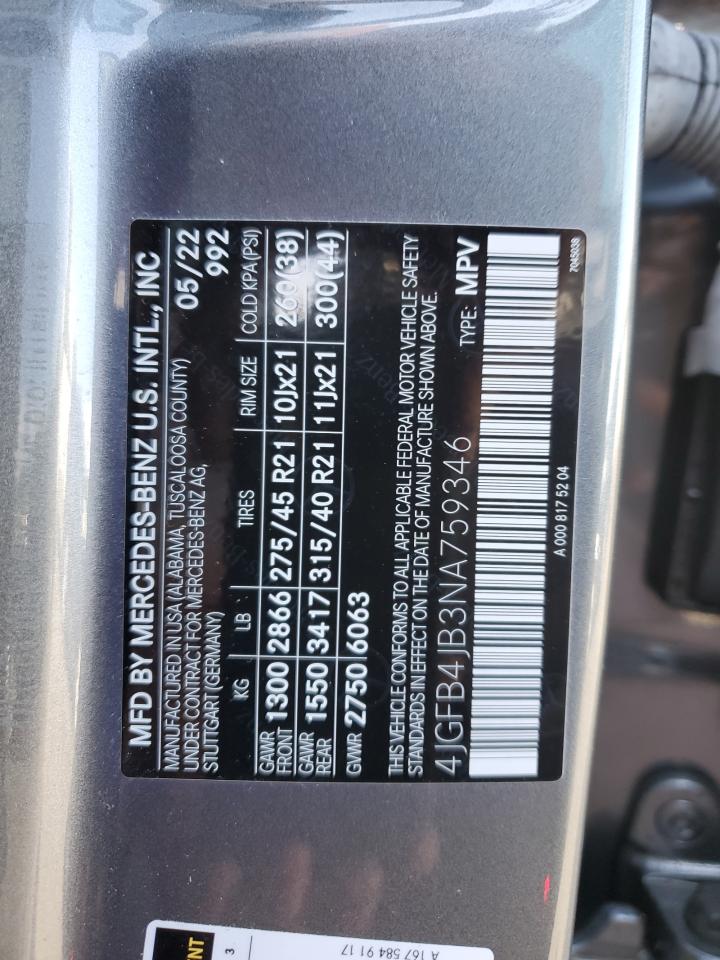 MFD BY MERCEDES-BENZ U.S. INTL., INC
MANUFACTURED IN USA (ALABAMA, TUSCALOOSA COUNTY) 05/22
UNDER CONTRACT FOR MERCEDES-BENZ AG,
STUTTGART (GERMANY) 992
KG LB TIRES RIM SIZE COLD KPA(PSI)
GAWR FRONT 1300 2866 275/45 R21 10Jx21 260(38)
GAWR REAR 1550 3417 315/40 R21 11Jx21 300(44)
GVWR 2750 6063
THIS VEHICLE CONFORMS TO ALL APPLICABLE FEDERAL MOTOR VEHICLE SAFETY
STANDARDS IN EFFECT ON THE DATE OF MANUFACTURE SHOWN ABOVE.
4JGFB4JB3NA759346 TYPE: MPV
A 000 817 52 04 7045038
3
A 167 584 91 17